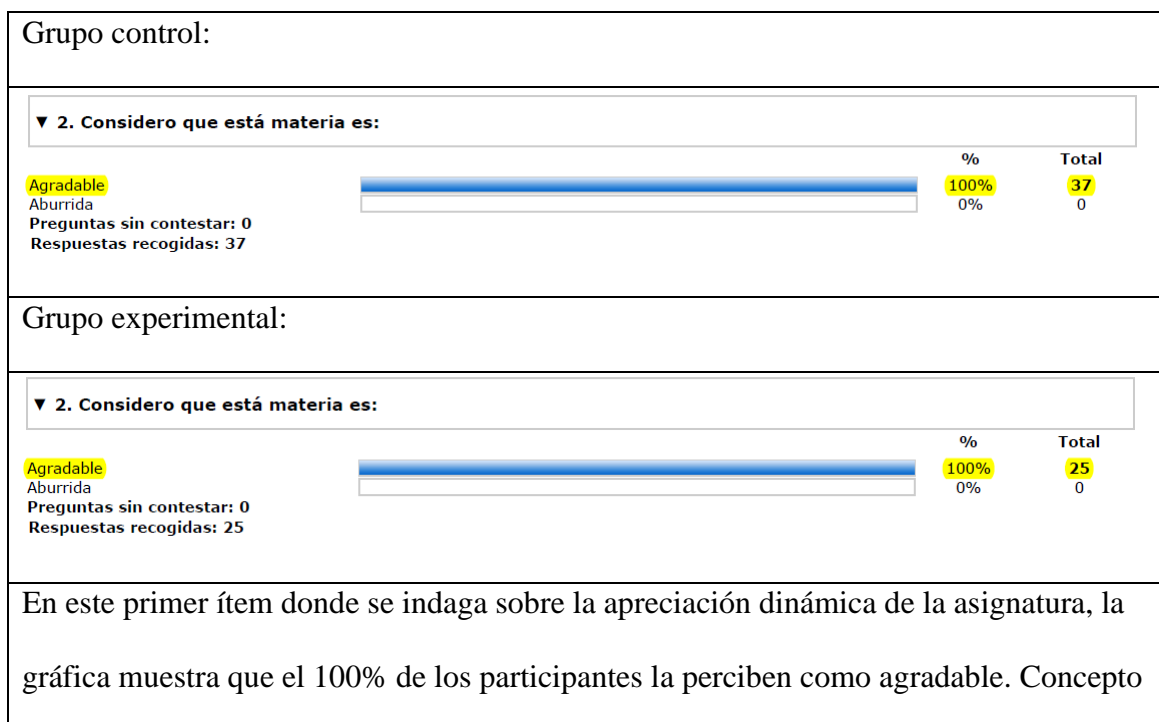 Grupo control:
▼ 2. Considero que está materia es:
% Total
Agradable 100% 37
Aburrida 0% 0
Preguntas sin contestar: 0
Respuestas recogidas: 37
Grupo experimental:
▼ 2. Considero que está materia es:
% Total
Agradable 100% 25
Aburrida 0% 0
Preguntas sin contestar: 0
Respuestas recogidas: 25
En este primer ítem donde se indaga sobre la apreciación dinámica de la asignatura, la
gráfica muestra que el 100% de los participantes la perciben como agradable. Concepto